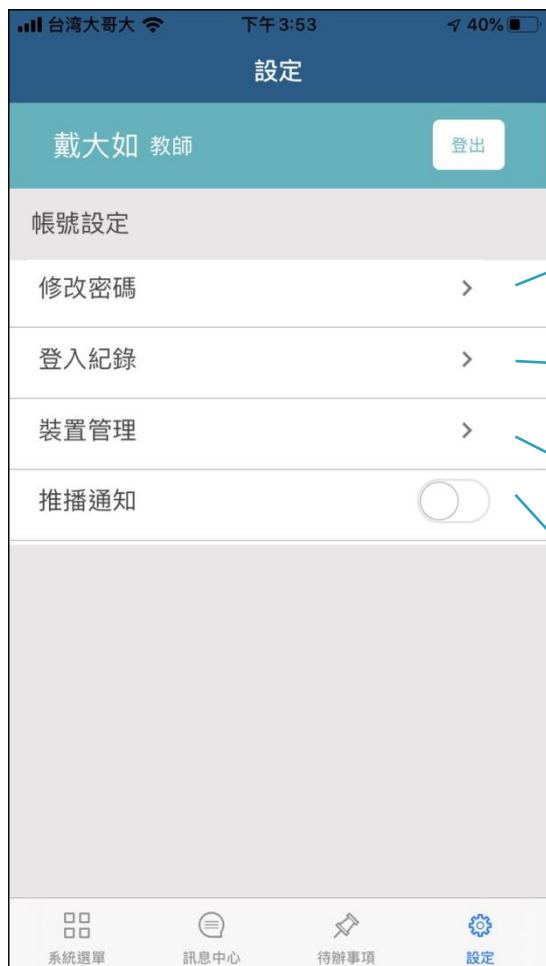 台灣大哥大 下午3:53 40%
設定
戴大如 教師 登出
帳號設定
修改密碼
登入紀錄
裝置管理
推播通知
系統選單 訊息中心 待辦事項 設定